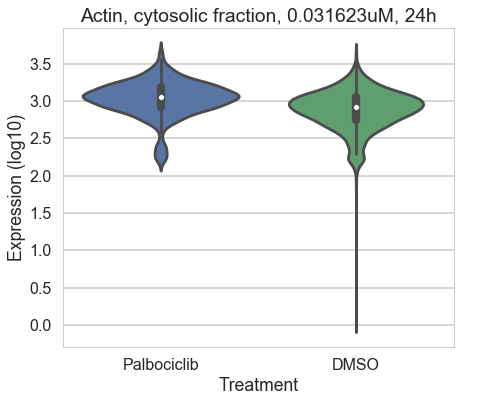 Actin, cytosolic fraction, 0.031623uM, 24h
Expression (log10)
3.5
3.0
2.5
2.0
1.5
1.0
0.5
0.0
Palbociclib DMSO
Treatment